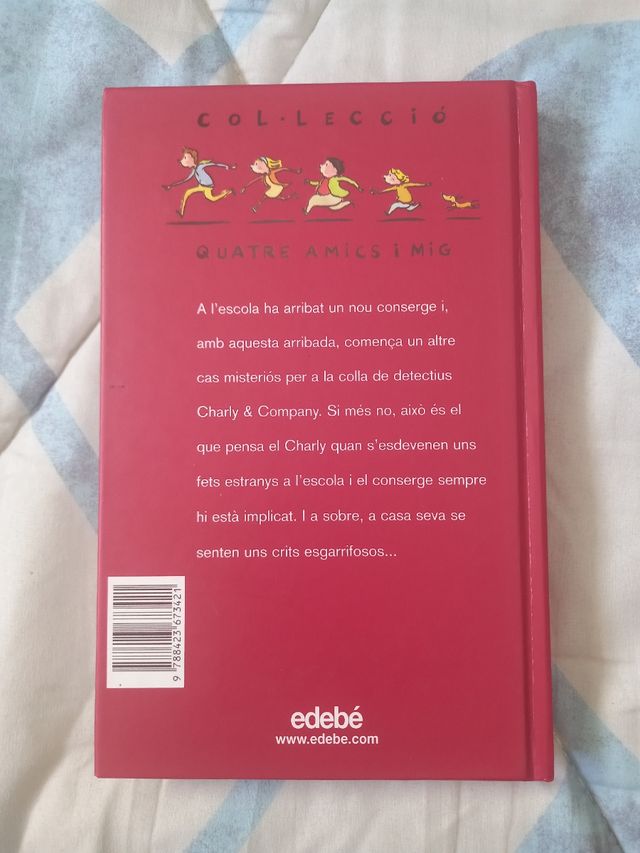 COL·LECCIÓ
QUATRE AMICS I MIG
A l'escola ha arribat un nou conserge i,
amb aquesta arribada, comença un altre
cas misteriós per a la colla de detectius
Charly & Company. Si més no, això és el
que pensa el Charly quan s'esdevenen uns
fets estranys a l'escola i el conserge sempre
hi està implicat. I a sobre, a casa seva se
senten uns crits esgarrifosos...
9 788423 673421
edebé
www.edebe.com